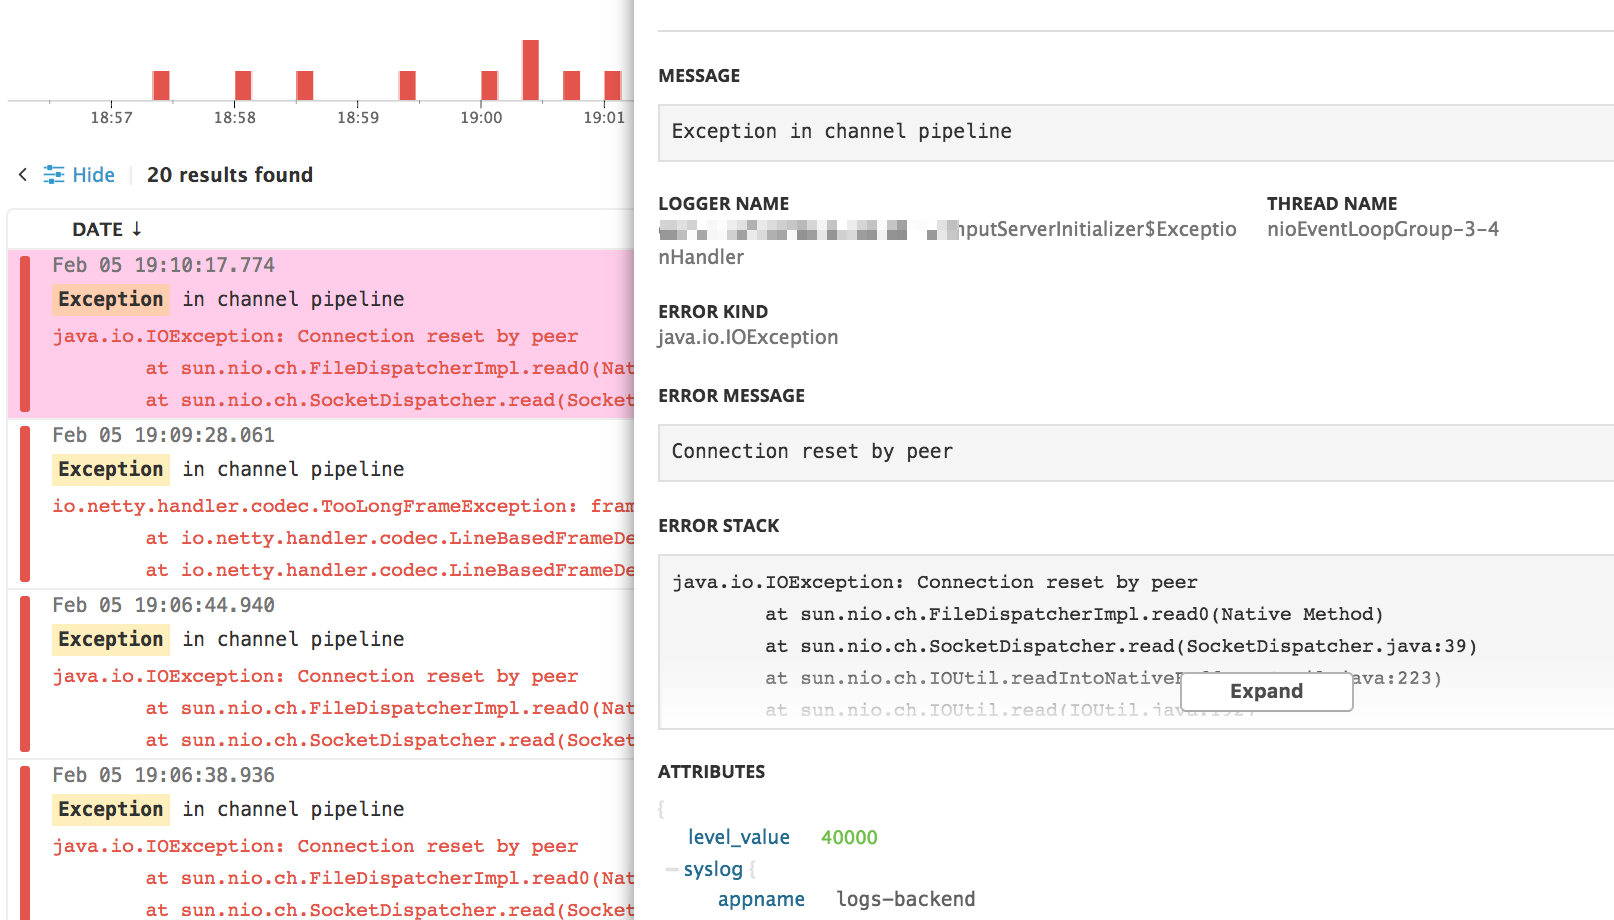 18:57 18:58 18:59 19:00 19:01
Hide 20 results found
DATE ↓
Feb 05 19:10:17.774
Exception in channel pipeline
java.io.IOException: Connection reset by peer
at sun.nio.ch.FileDispatcherImpl.read0(Nat
at sun.nio.ch.SocketDispatcher.read(Socket
Feb 05 19:09:28.061
Exception in channel pipeline
io.netty.handler.codec.TooLongFrameException: fram
at io.netty.handler.codec.LineBasedFrameDe
at io.netty.handler.codec.LineBasedFrameDe
Feb 05 19:06:44.940
Exception in channel pipeline
java.io.IOException: Connection reset by peer
at sun.nio.ch.FileDispatcherImpl.read0(Nat
at sun.nio.ch.SocketDispatcher.read(Socket
Feb 05 19:06:38.936
Exception in channel pipeline
java.io.IOException: Connection reset by peer
at sun.nio.ch.FileDispatcherImpl.read0(Nat
at sun.nio.ch.SocketDispatcher.read(Socket
MESSAGE
Exception in channel pipeline
LOGGER NAME
nputServerInitializer$Exceptio
nHandler
THREAD NAME
nioEventLoopGroup-3-4
ERROR KIND
java.io.IOException
ERROR MESSAGE
Connection reset by peer
ERROR STACK
java.io.IOException: Connection reset by peer
at sun.nio.ch.FileDispatcherImpl.read0(Native Method)
at sun.nio.ch.SocketDispatcher.read(SocketDispatcher.java:39)
at sun.nio.ch.IOUtil.readIntoNativeB ava:223)
at sun.nio.ch.IOUtil.read(IOUtil.java:192)
Expand
ATTRIBUTES
{
level_value 40000
– syslog {
appname logs-backend